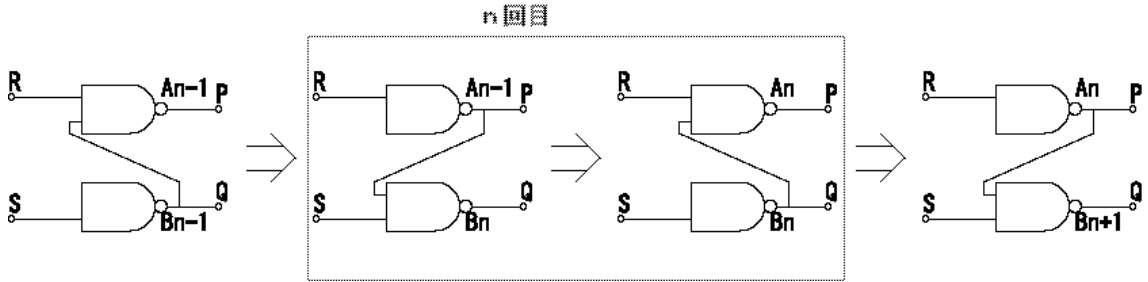 n回目
R An-1 P
S Bn-1 Q
R An-1 P
S Bn Q
R An P
S Bn Q
R An P
S Bn+1 Q